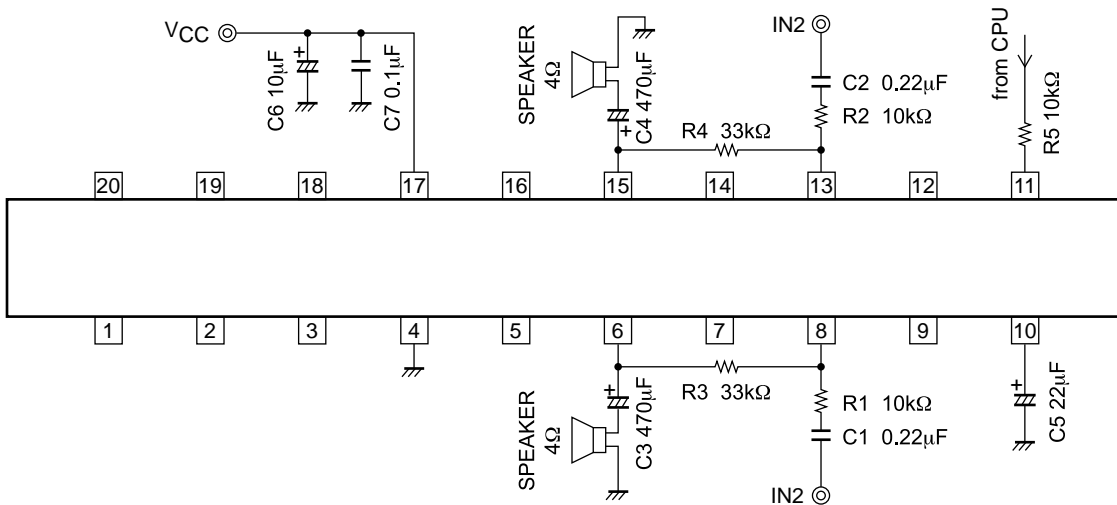 VCC
C6 10µF
C7 0.1µF
SPEAKER
4Ω
C4 470µF
IN2
C2 0.22µF
R2 10kΩ
R4 33kΩ
from CPU
R5 10kΩ
20 19 18 17 16 15 14 13 12 11
1 2 3 4 5 6 7 8 9 10
SPEAKER
4Ω
C3 470µF
R3 33kΩ
R1 10kΩ
C1 0.22µF
IN2
C5 22µF